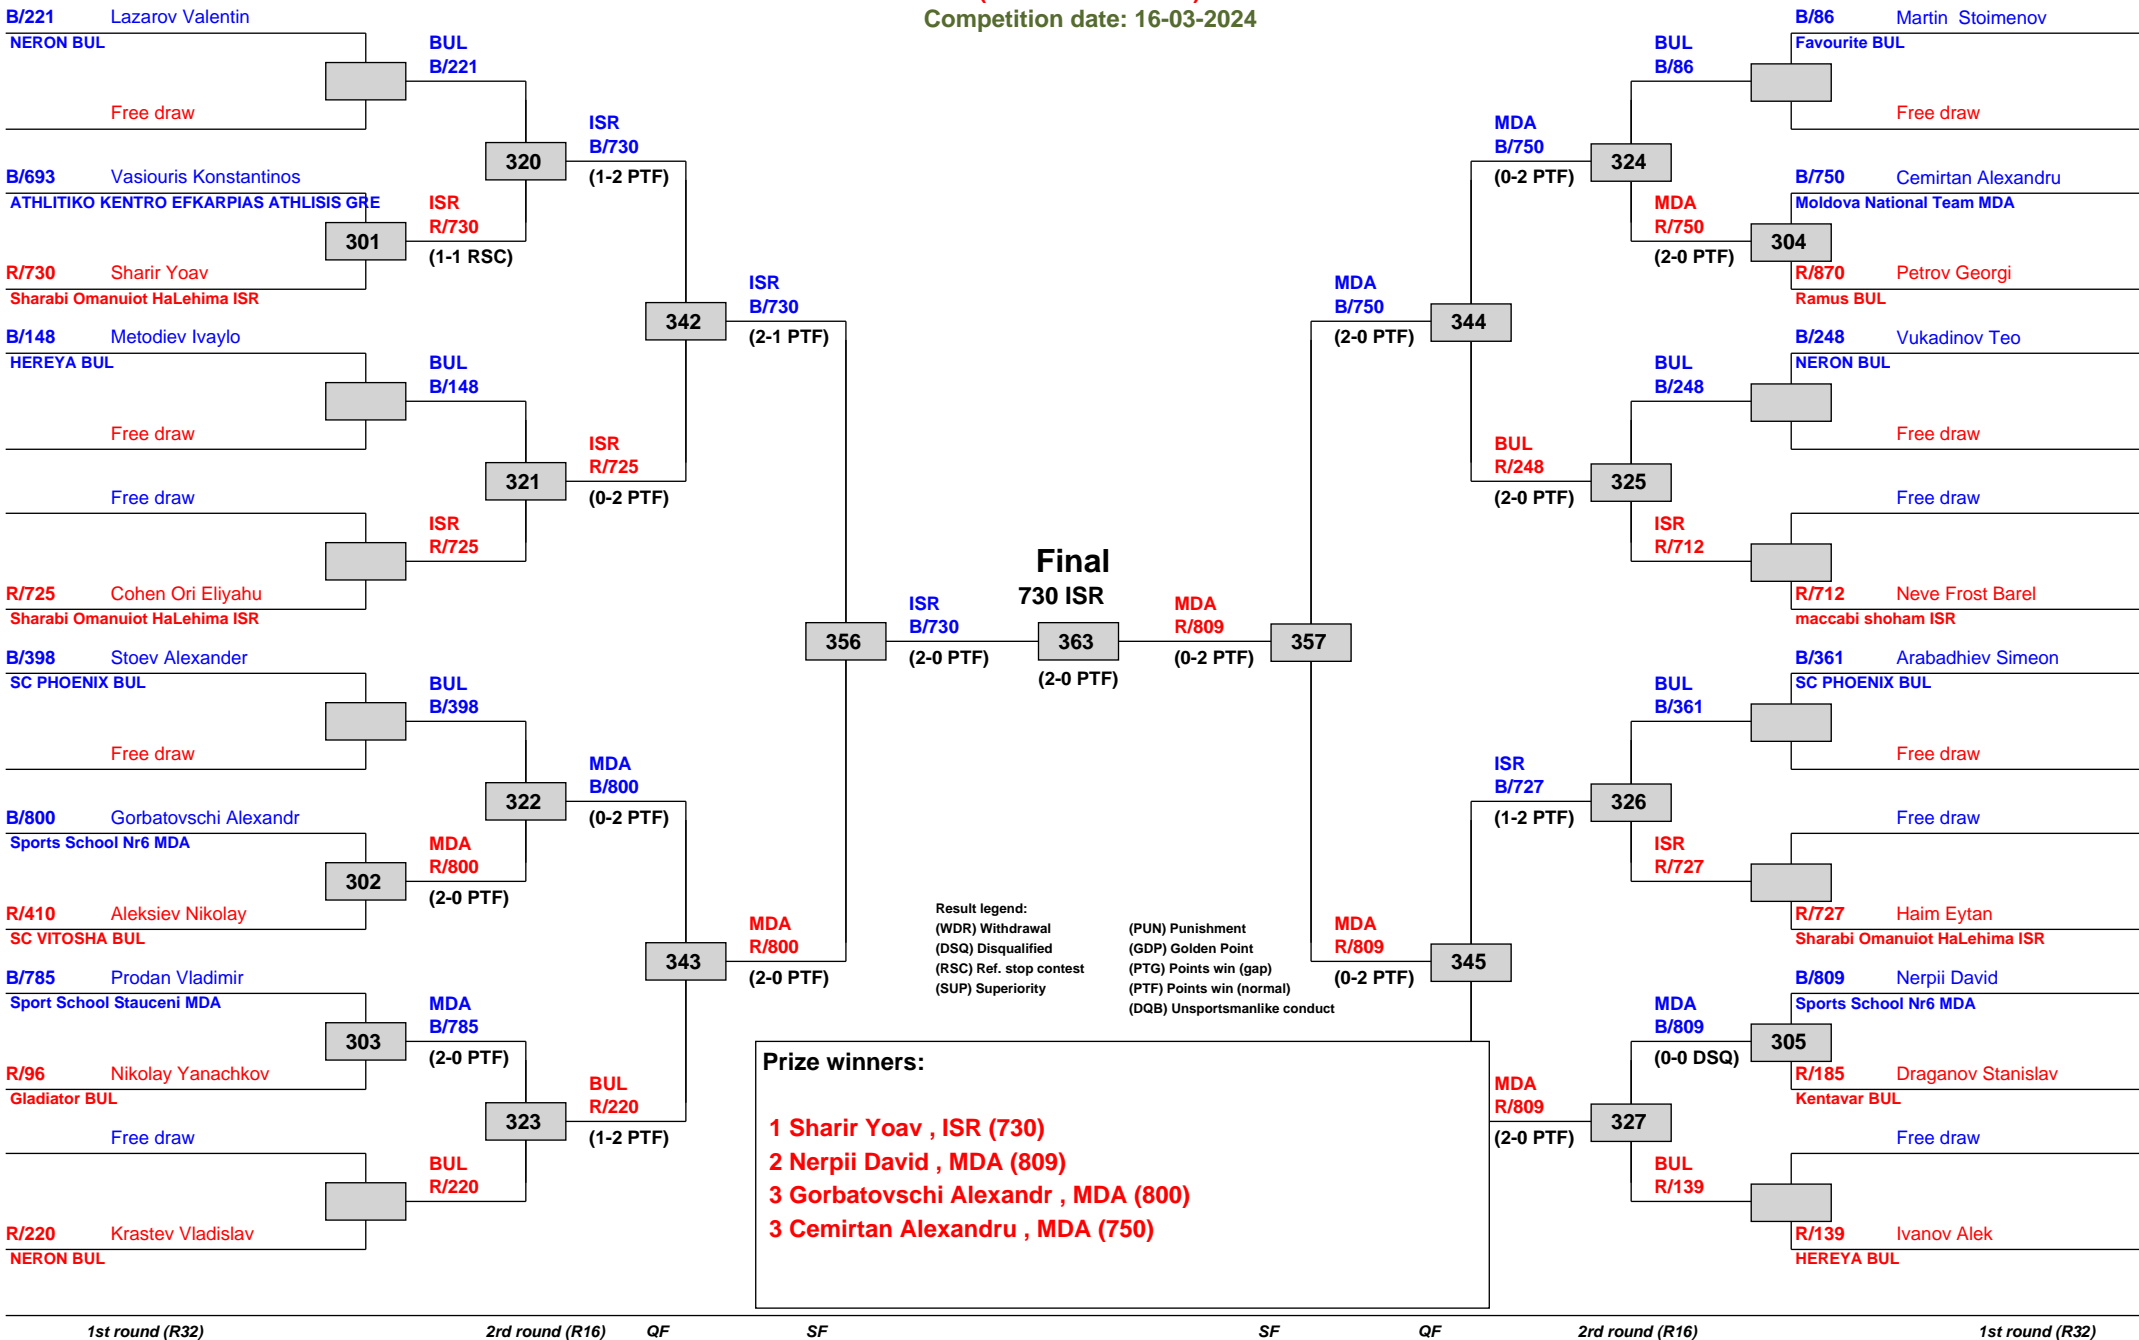 Competition date: 16-03-2024
B/221 Lazarov Valentin
NERON BUL
Free draw
BUL
B/221
B/693 Vasiouris Konstantinos
ATHLITIKO KENTRO EFKARPIAS ATHLISIS GRE
301
R/730 Sharir Yoav
Sharabi Omanuiot HaLehima ISR
ISR
R/730
(1-1 RSC)
320
ISR
B/730
(1-2 PTF)
B/148 Metodiev Ivaylo
HEREYA BUL
Free draw
BUL
B/148
Free draw
R/725 Cohen Ori Eliyahu
Sharabi Omanuiot HaLehima ISR
ISR
R/725
321
ISR
R/725
(0-2 PTF)
342
ISR
B/730
(2-1 PTF)
B/398 Stoev Alexander
SC PHOENIX BUL
Free draw
BUL
B/398
B/800 Gorbatovschi Alexandr
Sports School Nr6 MDA
302
R/410 Aleksiev Nikolay
SC VITOSHA BUL
MDA
R/800
(2-0 PTF)
322
MDA
B/800
(0-2 PTF)
B/785 Prodan Vladimir
Sport School Stauceni MDA
303
R/96 Nikolay Yanachkov
Gladiator BUL
MDA
B/785
(2-0 PTF)
Free draw
R/220 Krastev Vladislav
NERON BUL
BUL
R/220
323
BUL
R/220
(1-2 PTF)
343
MDA
R/800
(2-0 PTF)
356
ISR
B/730
(2-0 PTF)
Final
730 ISR
363
(2-0 PTF)
MDA
R/809
(0-2 PTF)
357
B/86 Martin Stoimenov
Favourite BUL
Free draw
BUL
B/86
B/750 Cemirtan Alexandru
Moldova National Team MDA
304
R/870 Petrov Georgi
Ramus BUL
MDA
R/750
(2-0 PTF)
324
MDA
B/750
(0-2 PTF)
B/248 Vukadinov Teo
NERON BUL
Free draw
BUL
B/248
Free draw
R/712 Neve Frost Barel
maccabi shoham ISR
ISR
R/712
325
BUL
R/248
(2-0 PTF)
344
MDA
B/750
(2-0 PTF)
B/361 Arabadhiev Simeon
SC PHOENIX BUL
Free draw
BUL
B/361
Free draw
R/727 Haim Eytan
Sharabi Omanuiot HaLehima ISR
ISR
R/727
326
ISR
B/727
(1-2 PTF)
B/809 Nerpii David
Sports School Nr6 MDA
305
R/185 Draganov Stanislav
Kentavar BUL
MDA
B/809
(0-0 DSQ)
Free draw
R/139 Ivanov Alek
HEREYA BUL
BUL
R/139
327
MDA
R/809
(2-0 PTF)
345
MDA
R/809
(0-2 PTF)
Result legend:
(WDR) Withdrawal
(DSQ) Disqualified
(RSC) Ref. stop contest
(SUP) Superiority
(PUN) Punishment
(GDP) Golden Point
(PTG) Points win (gap)
(PTF) Points win (normal)
(DQB) Unsportsmanlike conduct
Prize winners:
1 Sharir Yoav , ISR (730)
2 Nerpii David , MDA (809)
3 Gorbatovschi Alexandr , MDA (800)
3 Cemirtan Alexandru , MDA (750)
1st round (R32) 2rd round (R16) QF SF SF QF 2rd round (R16) 1st round (R32)